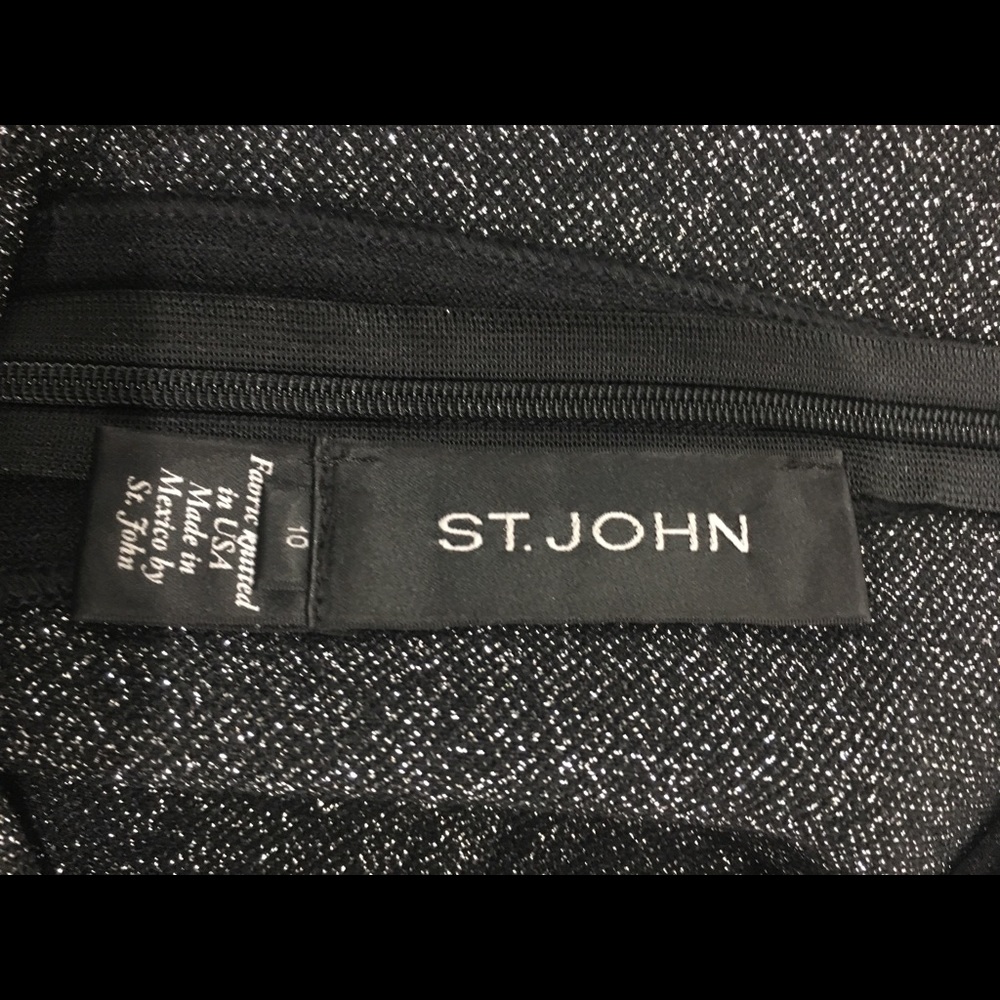 ST. JOHN
10
Fabric Knitted
in USA
Made in
Mexico by
St. John